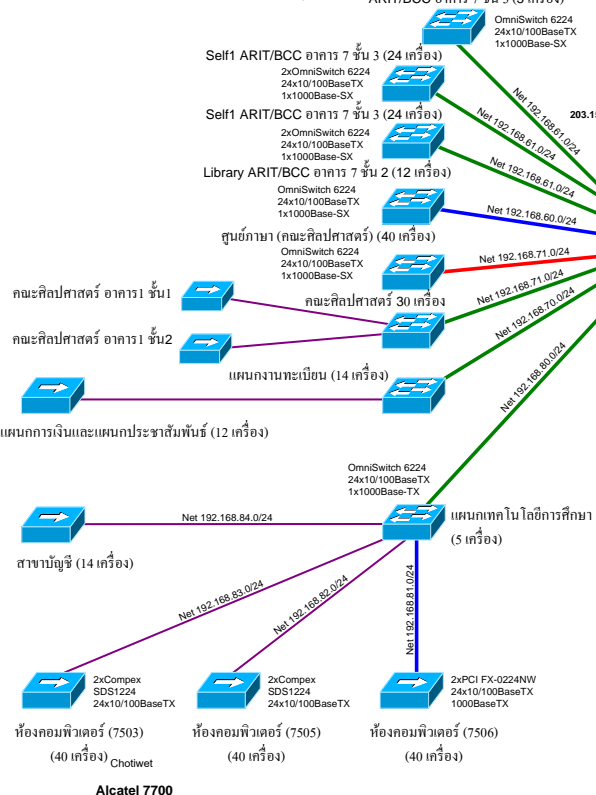 ARIT/BCC อาคาร 7 ชั้น 3 (3 เครื่อง)
OmniSwitch 6224
24x10/100BaseTX
1x1000Base-SX
Self1 ARIT/BCC อาคาร 7 ชั้น 3 (24 เครื่อง)
2xOmniSwitch 6224
24x10/100BaseTX
1x1000Base-SX
Net 192.168.61.0/24
203.15
Self1 ARIT/BCC อาคาร 7 ชั้น 3 (24 เครื่อง)
2xOmniSwitch 6224
24x10/100BaseTX
1x1000Base-SX
Net 192.168.61.0/24
Net 192.168.61.0/24
Library ARIT/BCC อาคาร 7 ชั้น 2 (12 เครื่อง)
OmniSwitch 6224
24x10/100BaseTX
1x1000Base-SX
Net 192.168.60.0/24
ศูนย์ภาษา (คณะศิลปศาสตร์) (40 เครื่อง)
OmniSwitch 6224
24x10/100BaseTX
1x1000Base-SX
Net 192.168.71.0/24
คณะศิลปศาสตร์ อาคาร1 ชั้น1
คณะศิลปศาสตร์ 30 เครื่อง
Net 192.168.71.0/24
คณะศิลปศาสตร์ อาคาร1 ชั้น2
Net 192.168.70.0/24
แผนกงานทะเบียน (14 เครื่อง)
Net 192.168.80.0/24
แผนกการเงินและแผนกประชาสัมพันธ์ (12 เครื่อง)
OmniSwitch 6224
24x10/100BaseTX
1x1000Base-TX
แผนกเทคโนโลยีการศึกษา
(5 เครื่อง)
Net 192.168.84.0/24
สาขาบัญชี (14 เครื่อง)
Net 192.168.83.0/24
Net 192.168.82.0/24
Net 192.168.81.0/24
2xCompex
SDS1224
24x10/100BaseTX
2xCompex
SDS1224
24x10/100BaseTX
2xPCI FX-0224NW
24x10/100BaseTX
1000BaseTX
ห้องคอมพิวเตอร์ (7503)
(40 เครื่อง)
Chotiwet
ห้องคอมพิวเตอร์ (7505)
(40 เครื่อง)
ห้องคอมพิวเตอร์ (7506)
(40 เครื่อง)
Alcatel 7700